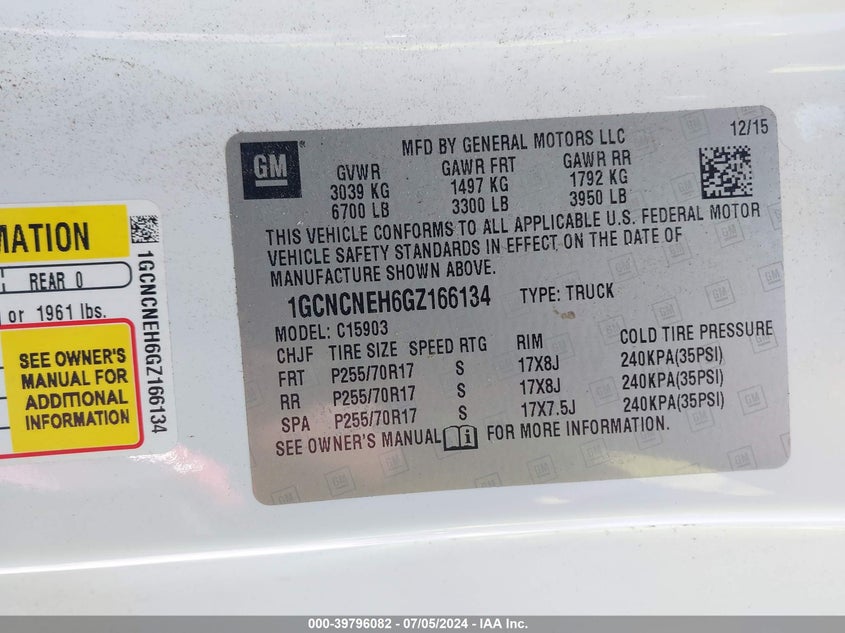 MATION
REAR 0
or 1961 lbs.
SEE OWNER'S
MANUAL FOR
ADDITIONAL
INFORMATION
1GCNCNEH6GZ166134
GM
MFD BY GENERAL MOTORS LLC
12/15
GVWR GAWR FRT GAWR RR
3039 KG 1497 KG 1792 KG
6700 LB 3300 LB 3950 LB
THIS VEHICLE CONFORMS TO ALL APPLICABLE U.S. FEDERAL MOTOR
VEHICLE SAFETY STANDARDS IN EFFECT ON THE DATE OF
MANUFACTURE SHOWN ABOVE.
1GCNCNEH6GZ166134 TYPE: TRUCK
MODEL: C15903
CHJF TIRE SIZE SPEED RTG RIM COLD TIRE PRESSURE
FRT P255/70R17 S 17X8J 240KPA(35PSI)
RR P255/70R17 S 17X8J 240KPA(35PSI)
SPA P255/70R17 S 17X7.5J 240KPA(35PSI)
SEE OWNER'S MANUAL FOR MORE INFORMATION.
000-39796082 - 07/05/2024 - IAA Inc.